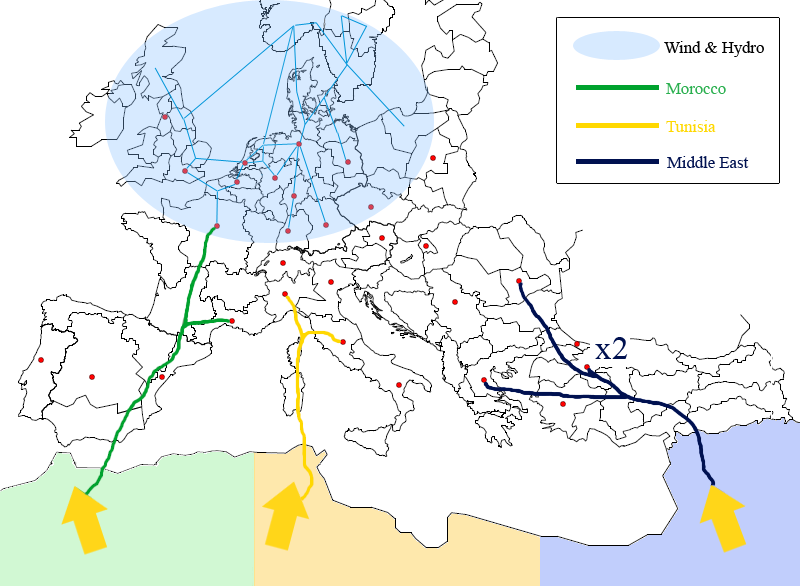 Wind & Hydro
Morocco
Tunisia
Middle East
x2